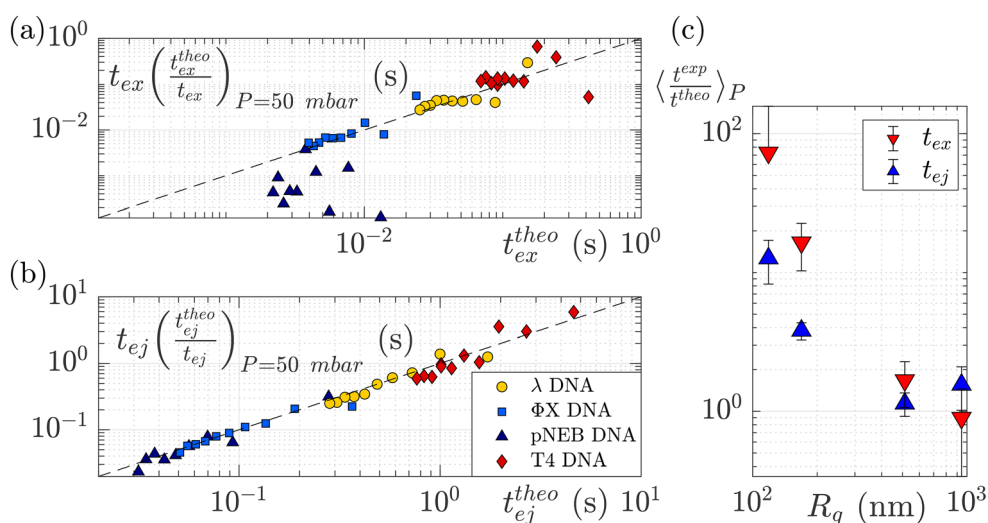 (a)
10^0
t_ex (t_ex^theo / t_ex)_{P=50 mbar} (s)
10^{-2}
10^{-2} t_ex^theo (s) 10^0
(b)
10^1
t_ej (t_ej^theo / t_ej)_{P=50 mbar} (s)
10^0
10^{-1}
λ DNA
ΦX DNA
pNEB DNA
T4 DNA
10^{-1} 10^0 t_ej^theo (s) 10^1
(c)
⟨t^exp / t^theo⟩_P
10^2
t_ex
t_ej
10^0
10^2 R_g (nm) 10^3